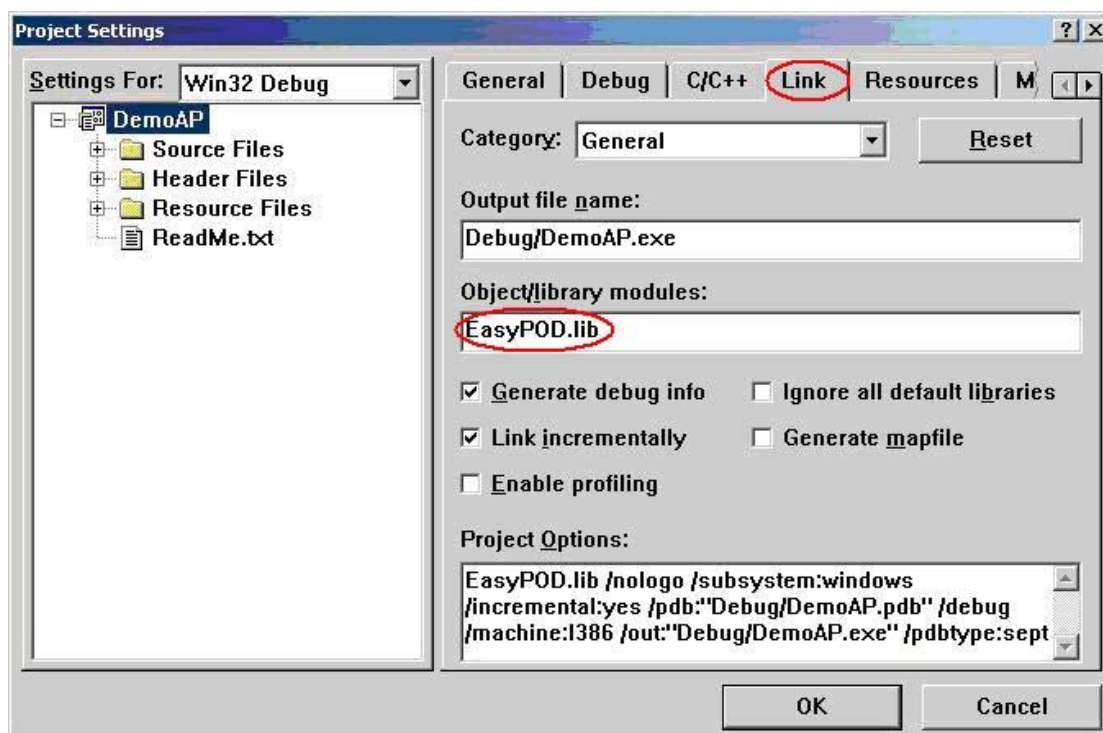 Project Settings
Settings For: Win32 Debug
DemoAP
Source Files
Header Files
Resource Files
ReadMe.txt
General Debug C/C++ Link Resources M
Category: General Reset
Output file name:
Debug/DemoAP.exe
Object/library modules:
EasyPOD.lib
Generate debug info Ignore all default libraries
Link incrementally Generate mapfile
Enable profiling
Project Options:
EasyPOD.lib /nologo /subsystem:windows
/incremental:yes /pdb:"Debug/DemoAP.pdb" /debug
/machine:I386 /out:"Debug/DemoAP.exe" /pdbtype:sept
OK Cancel